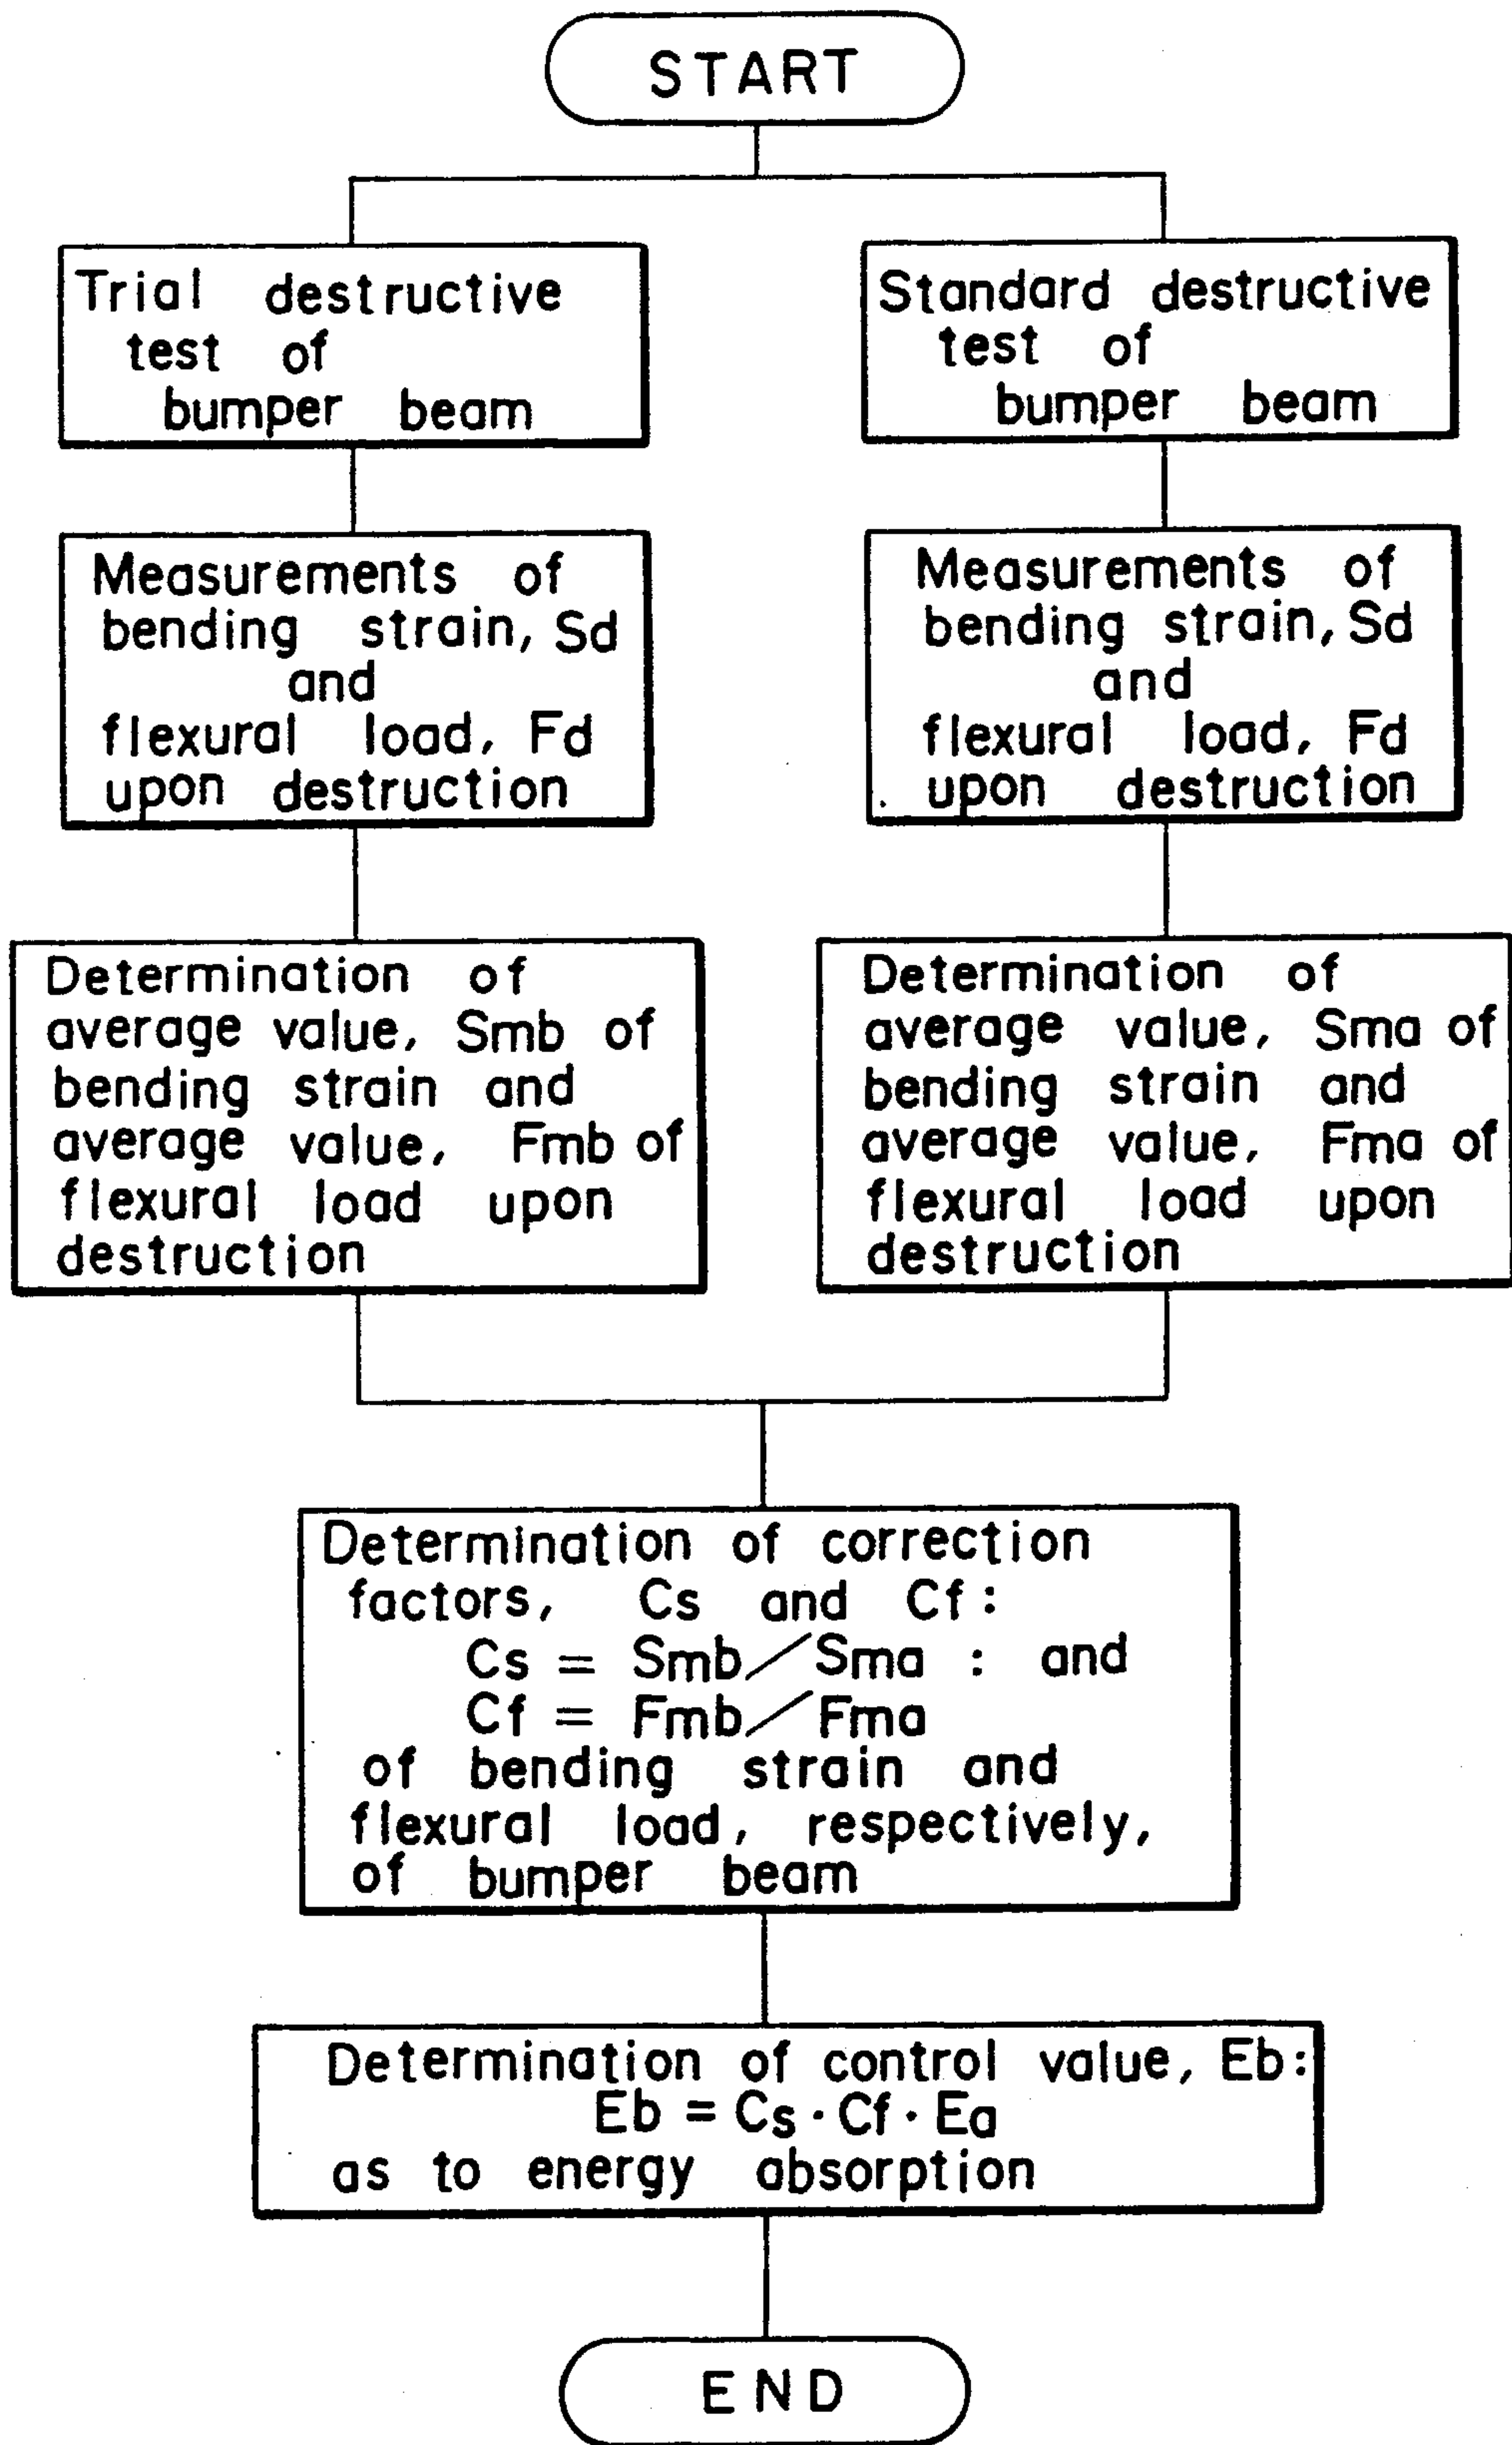 START
Trial destructive
test of
bumper beam
Standard destructive
test of
bumper beam
Measurements of
bending strain, Sd
and
flexural load, Fd
upon destruction
Measurements of
bending strain, Sd
and
flexural load, Fd
upon destruction
Determination of
average value, Smb of
bending strain and
average value, Fmb of
flexural load upon
destruction
Determination of
average value, Sma of
bending strain and
average value, Fma of
flexural load upon
destruction
Determination of correction
factors, Cs and Cf:
Cs = Smb/Sma : and
Cf = Fmb/Fma
of bending strain and
flexural load, respectively,
of bumper beam
Determination of control value, Eb:
Eb = Cs · Cf · Ea
as to energy absorption
END